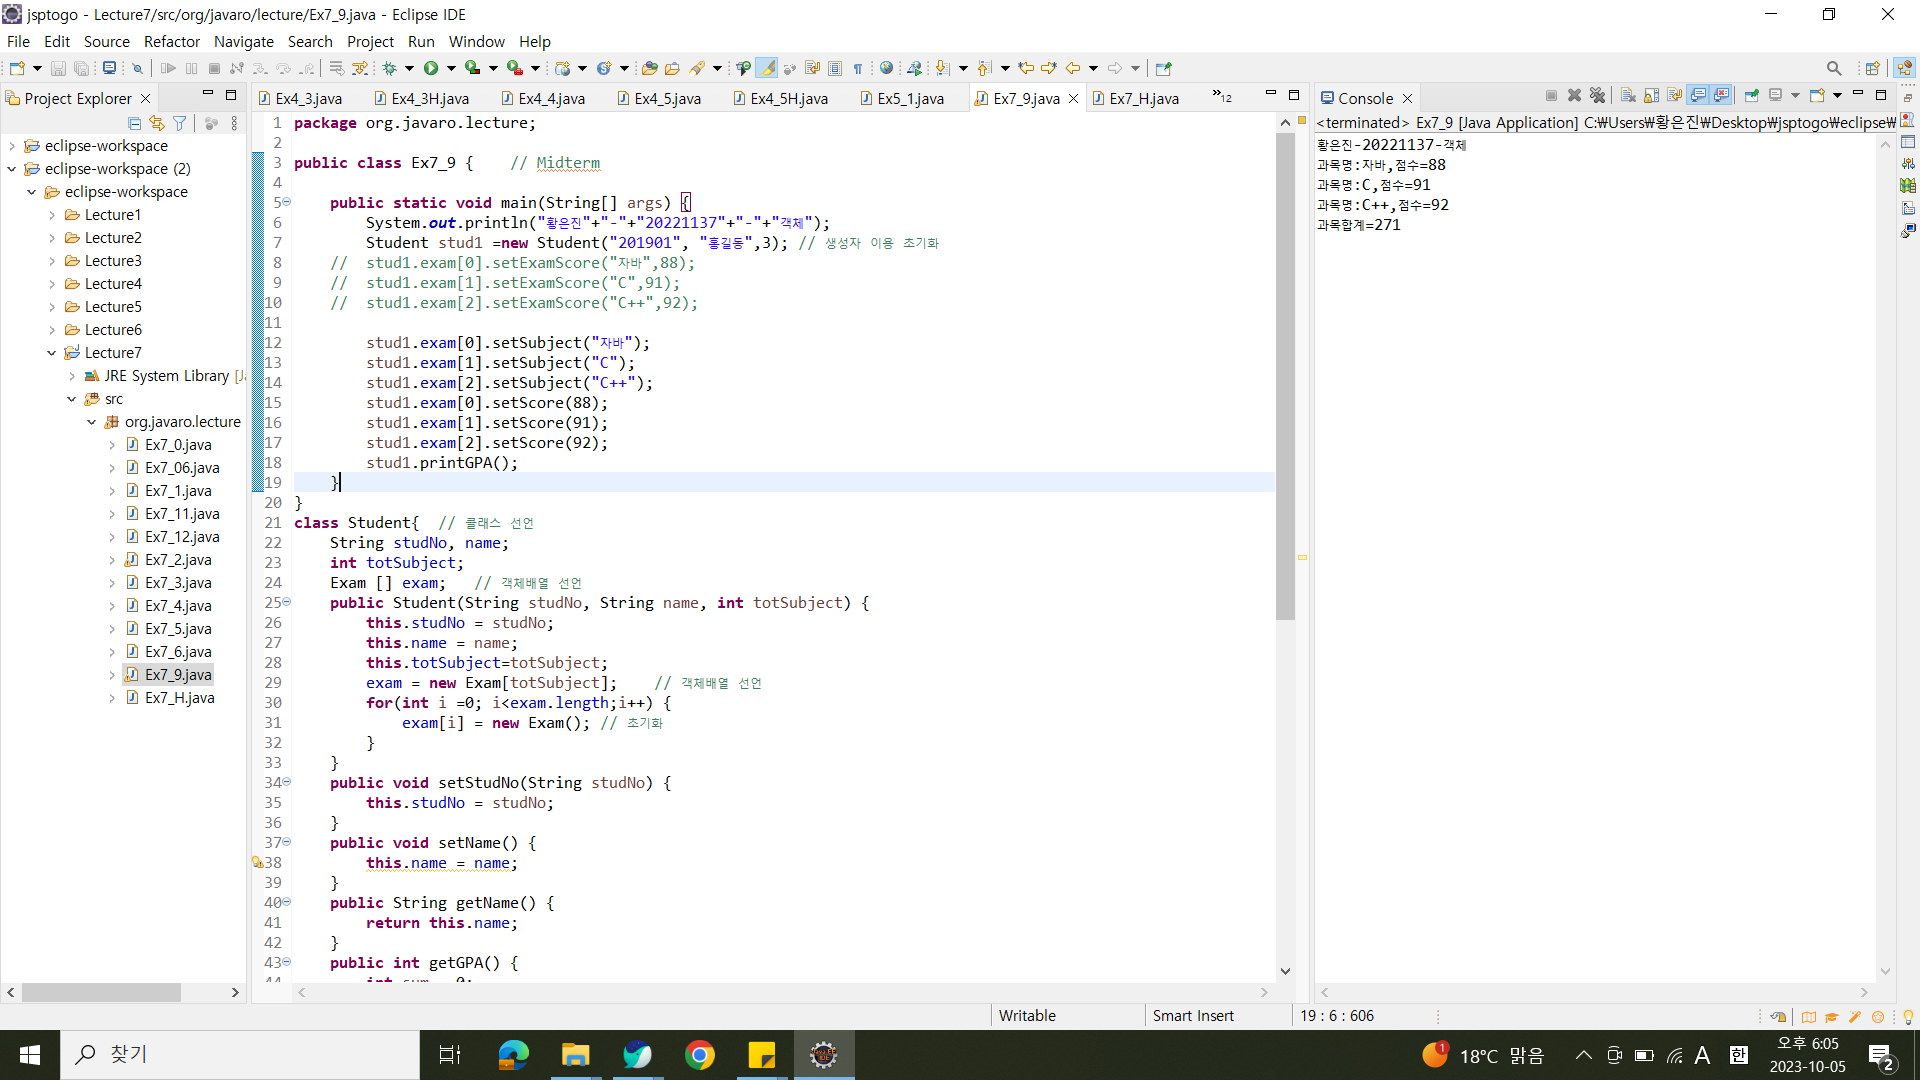 jsptogo - Lecture7/src/org/javaro/lecture/Ex7_9.java - Eclipse IDE
File Edit Source Refactor Navigate Search Project Run Window Help
Project Explorer
eclipse-workspace
eclipse-workspace (2)
eclipse-workspace
Lecture1
Lecture2
Lecture3
Lecture4
Lecture5
Lecture6
Lecture7
JRE System Library
src
org.javaro.lecture
Ex7_0.java
Ex7_06.java
Ex7_1.java
Ex7_11.java
Ex7_12.java
Ex7_2.java
Ex7_3.java
Ex7_4.java
Ex7_5.java
Ex7_6.java
Ex7_9.java
Ex7_H.java
Ex4_3.java Ex4_3H.java Ex4_4.java Ex4_5.java Ex4_5H.java Ex5_1.java Ex7_9.java Ex7_H.java »12
1 package org.javaro.lecture;
2
3 public class Ex7_9 { // Midterm
4
5 public static void main(String[] args) {
6 System.out.println("황은진"+"-"+"20221137"+"-"+"객체");
7 Student stud1 =new Student("201901", "홍길동",3); // 생성자 이용 초기화
8 // stud1.exam[0].setExamScore("자바",88);
9 // stud1.exam[1].setExamScore("C",91);
10 // stud1.exam[2].setExamScore("C++",92);
11
12 stud1.exam[0].setSubject("자바");
13 stud1.exam[1].setSubject("C");
14 stud1.exam[2].setSubject("C++");
15 stud1.exam[0].setScore(88);
16 stud1.exam[1].setScore(91);
17 stud1.exam[2].setScore(92);
18 stud1.printGPA();
19 }
20 }
21 class Student{ // 클래스 선언
22 String studNo, name;
23 int totSubject;
24 Exam [] exam; // 객체배열 선언
25 public Student(String studNo, String name, int totSubject) {
26 this.studNo = studNo;
27 this.name = name;
28 this.totSubject=totSubject;
29 exam = new Exam[totSubject]; // 객체배열 선언
30 for(int i =0; i<exam.length;i++) {
31 exam[i] = new Exam(); // 초기화
32 }
33 }
34 public void setStudNo(String studNo) {
35 this.studNo = studNo;
36 }
37 public void setName() {
38 this.name = name;
39 }
40 public String getName() {
41 return this.name;
42 }
43 public int getGPA() {
44 int sum = 0;
Console
<terminated> Ex7_9 [Java Application] C:₩Users₩황은진₩Desktop₩jsptogo₩eclipse₩
황은진-20221137-객체
과목명:자바,점수=88
과목명:C,점수=91
과목명:C++,점수=92
과목합계=271
Writable Smart Insert 19 : 6 : 606
찾기
1 18°C 맑음 A 한 오후 6:05
2023-10-05 2